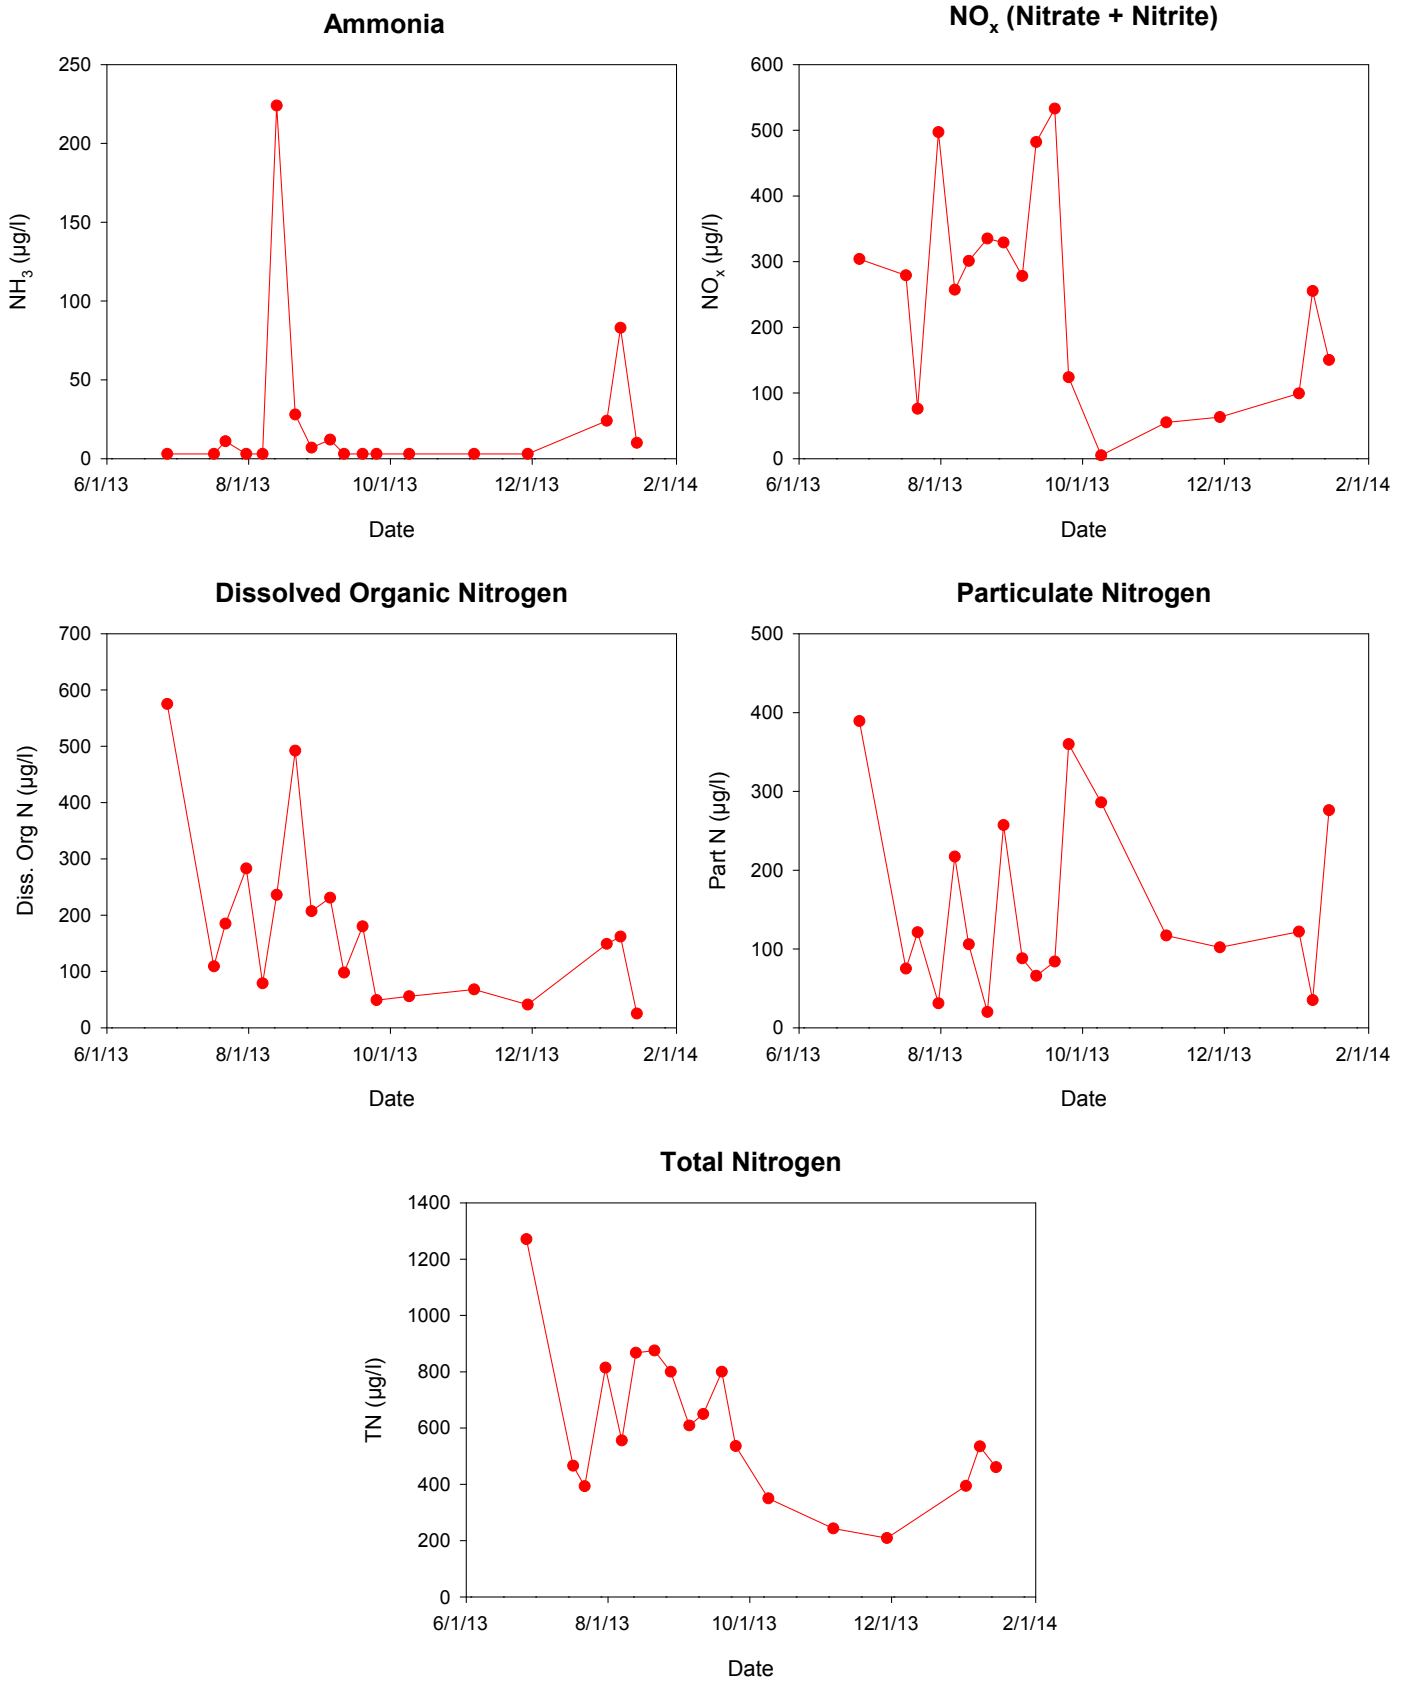 Ammonia
250
200
150
100
50
0
NH3 (µg/l)
6/1/13 8/1/13 10/1/13 12/1/13 2/1/14
Date
NOx (Nitrate + Nitrite)
600
500
400
300
200
100
0
NOx (µg/l)
6/1/13 8/1/13 10/1/13 12/1/13 2/1/14
Date
Dissolved Organic Nitrogen
700
600
500
400
300
200
100
0
Diss. Org N (µg/l)
6/1/13 8/1/13 10/1/13 12/1/13 2/1/14
Date
Particulate Nitrogen
500
400
300
200
100
0
Part N (µg/l)
6/1/13 8/1/13 10/1/13 12/1/13 2/1/14
Date
Total Nitrogen
1400
1200
1000
800
600
400
200
0
TN (µg/l)
6/1/13 8/1/13 10/1/13 12/1/13 2/1/14
Date